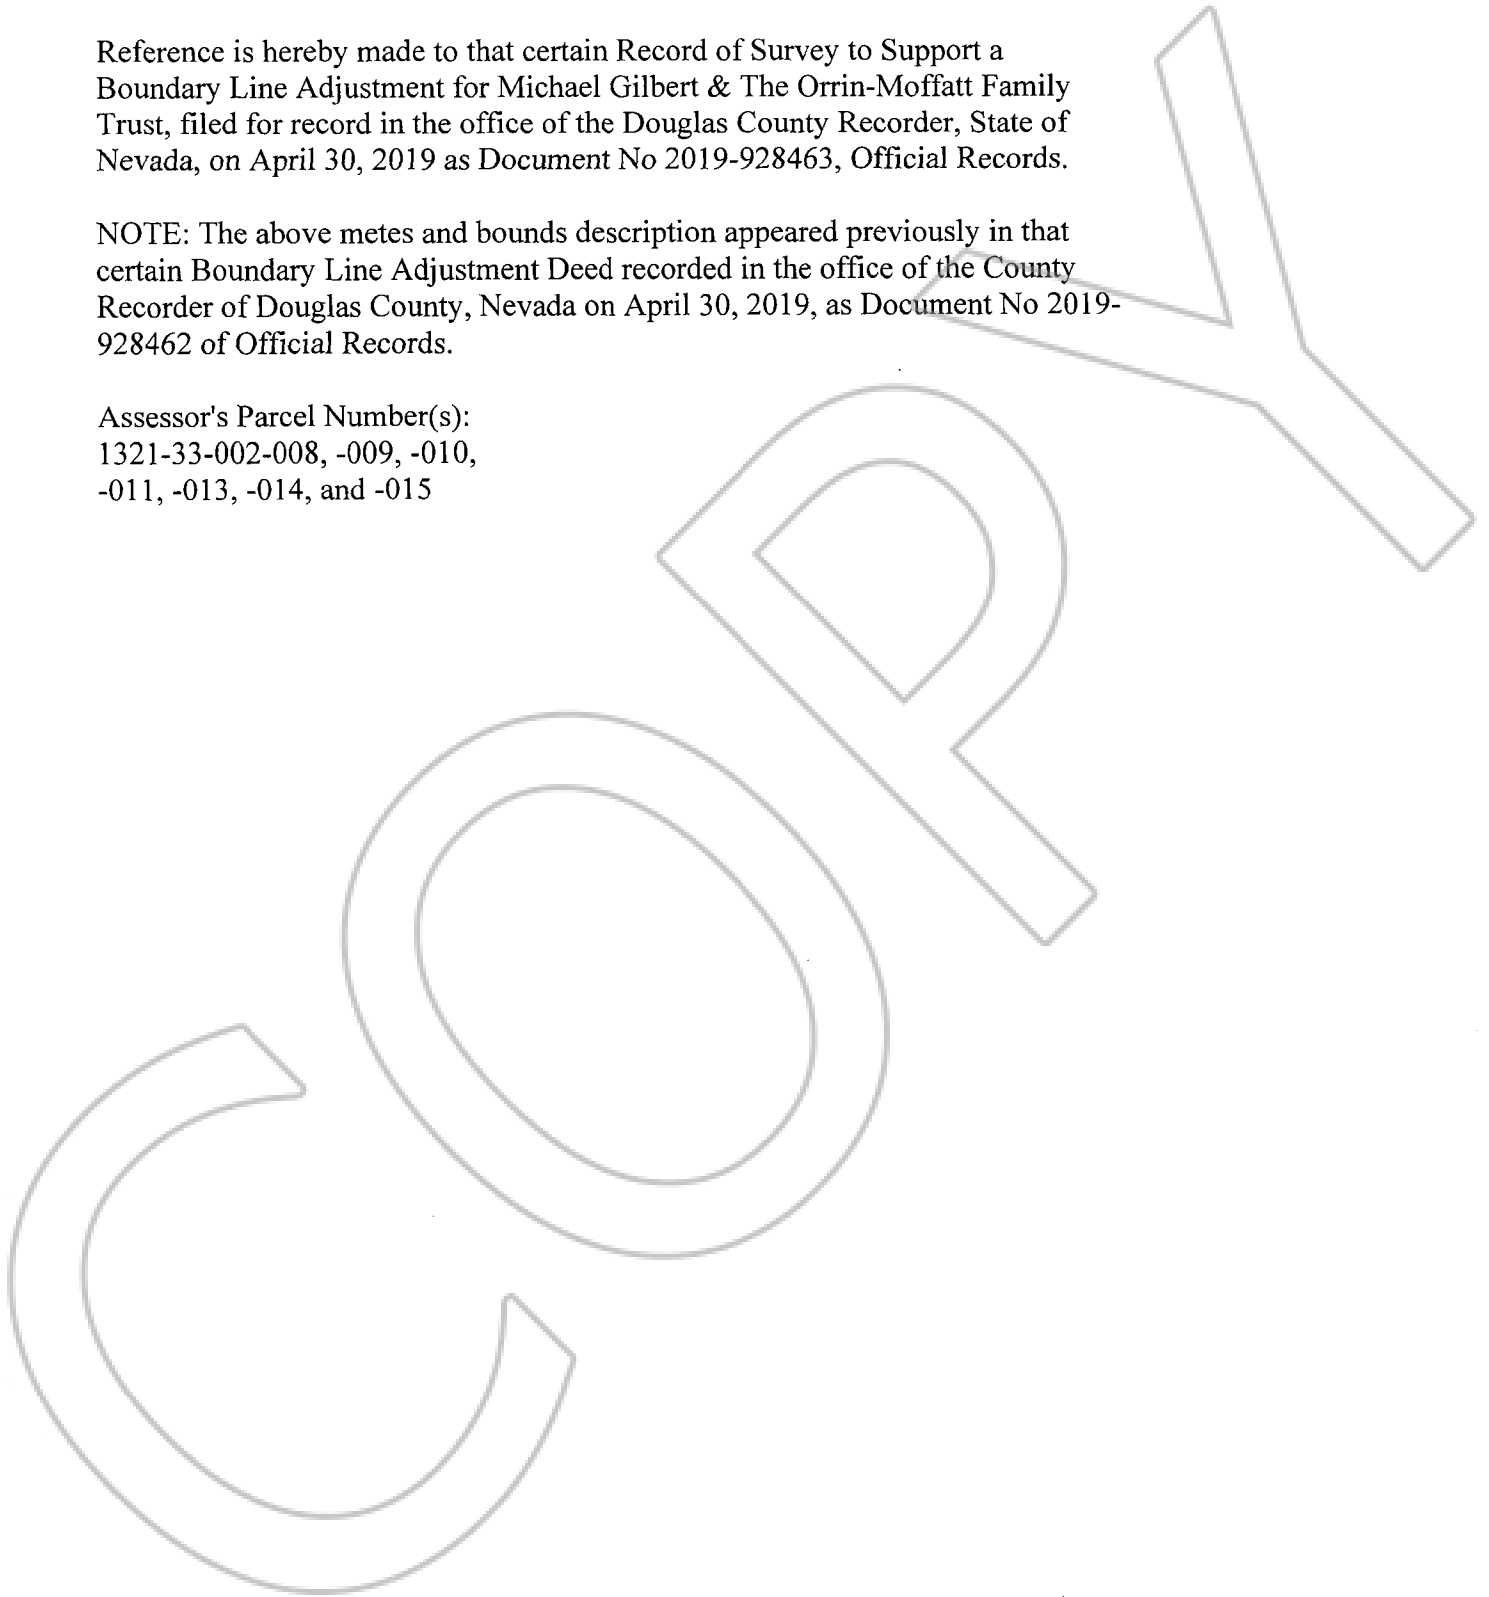 Reference is hereby made to that certain Record of Survey to Support a
Boundary Line Adjustment for Michael Gilbert & The Orrin-Moffatt Family
Trust, filed for record in the office of the Douglas County Recorder, State of
Nevada, on April 30, 2019 as Document No 2019-928463, Official Records.
NOTE: The above metes and bounds description appeared previously in that
certain Boundary Line Adjustment Deed recorded in the office of the County
Recorder of Douglas County, Nevada on April 30, 2019, as Document No 2019-
928462 of Official Records.
Assessor's Parcel Number(s):
1321-33-002-008, -009, -010,
-011, -013, -014, and -015
COPY